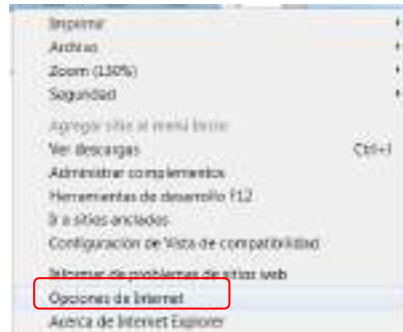 Imprimir
Archivo
Zoom (130%)
Seguridad
Agregar sitio al menú Inicio
Ver descargas Ctrl+J
Administrar complementos
Herramientas de desarrollo F12
Ir a sitios anclados
Configuración de Vista de compatibilidad
Informar de problemas de sitios web
Opciones de Internet
Acerca de Internet Explorer